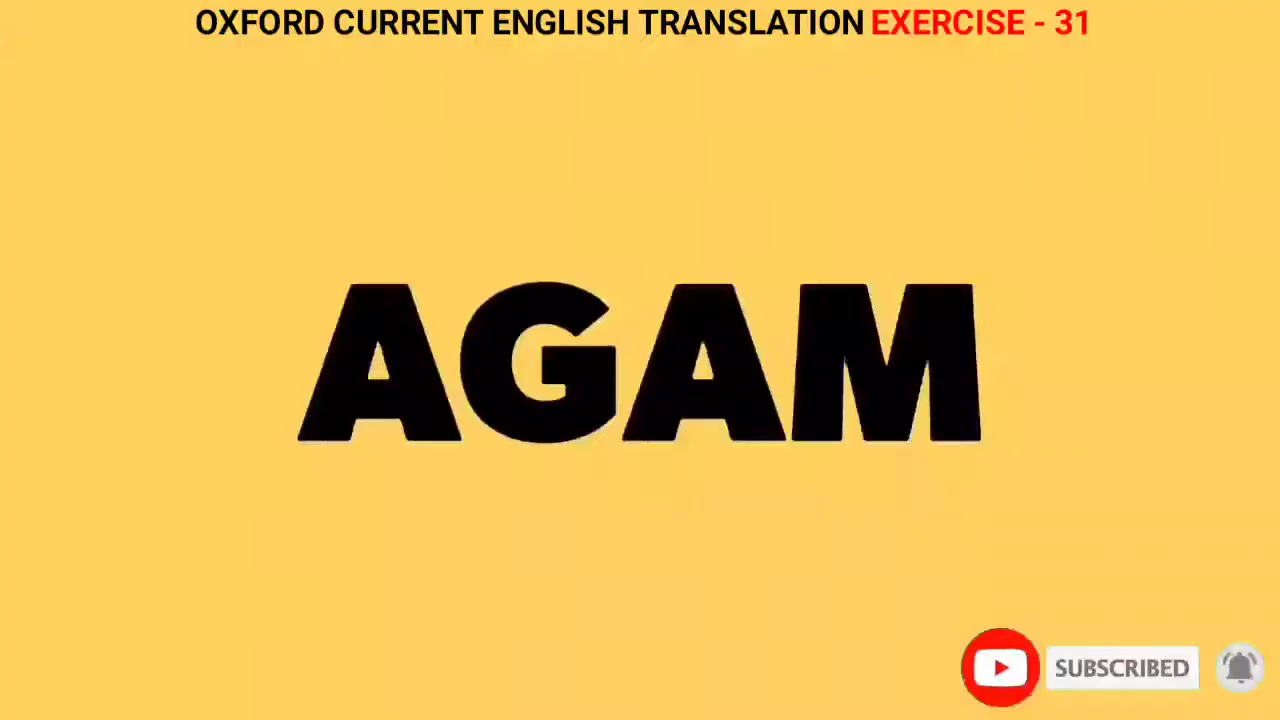 OXFORD CURRENT ENGLISH TRANSLATION EXERCISE - 31
AGAM
SUBSCRIBED